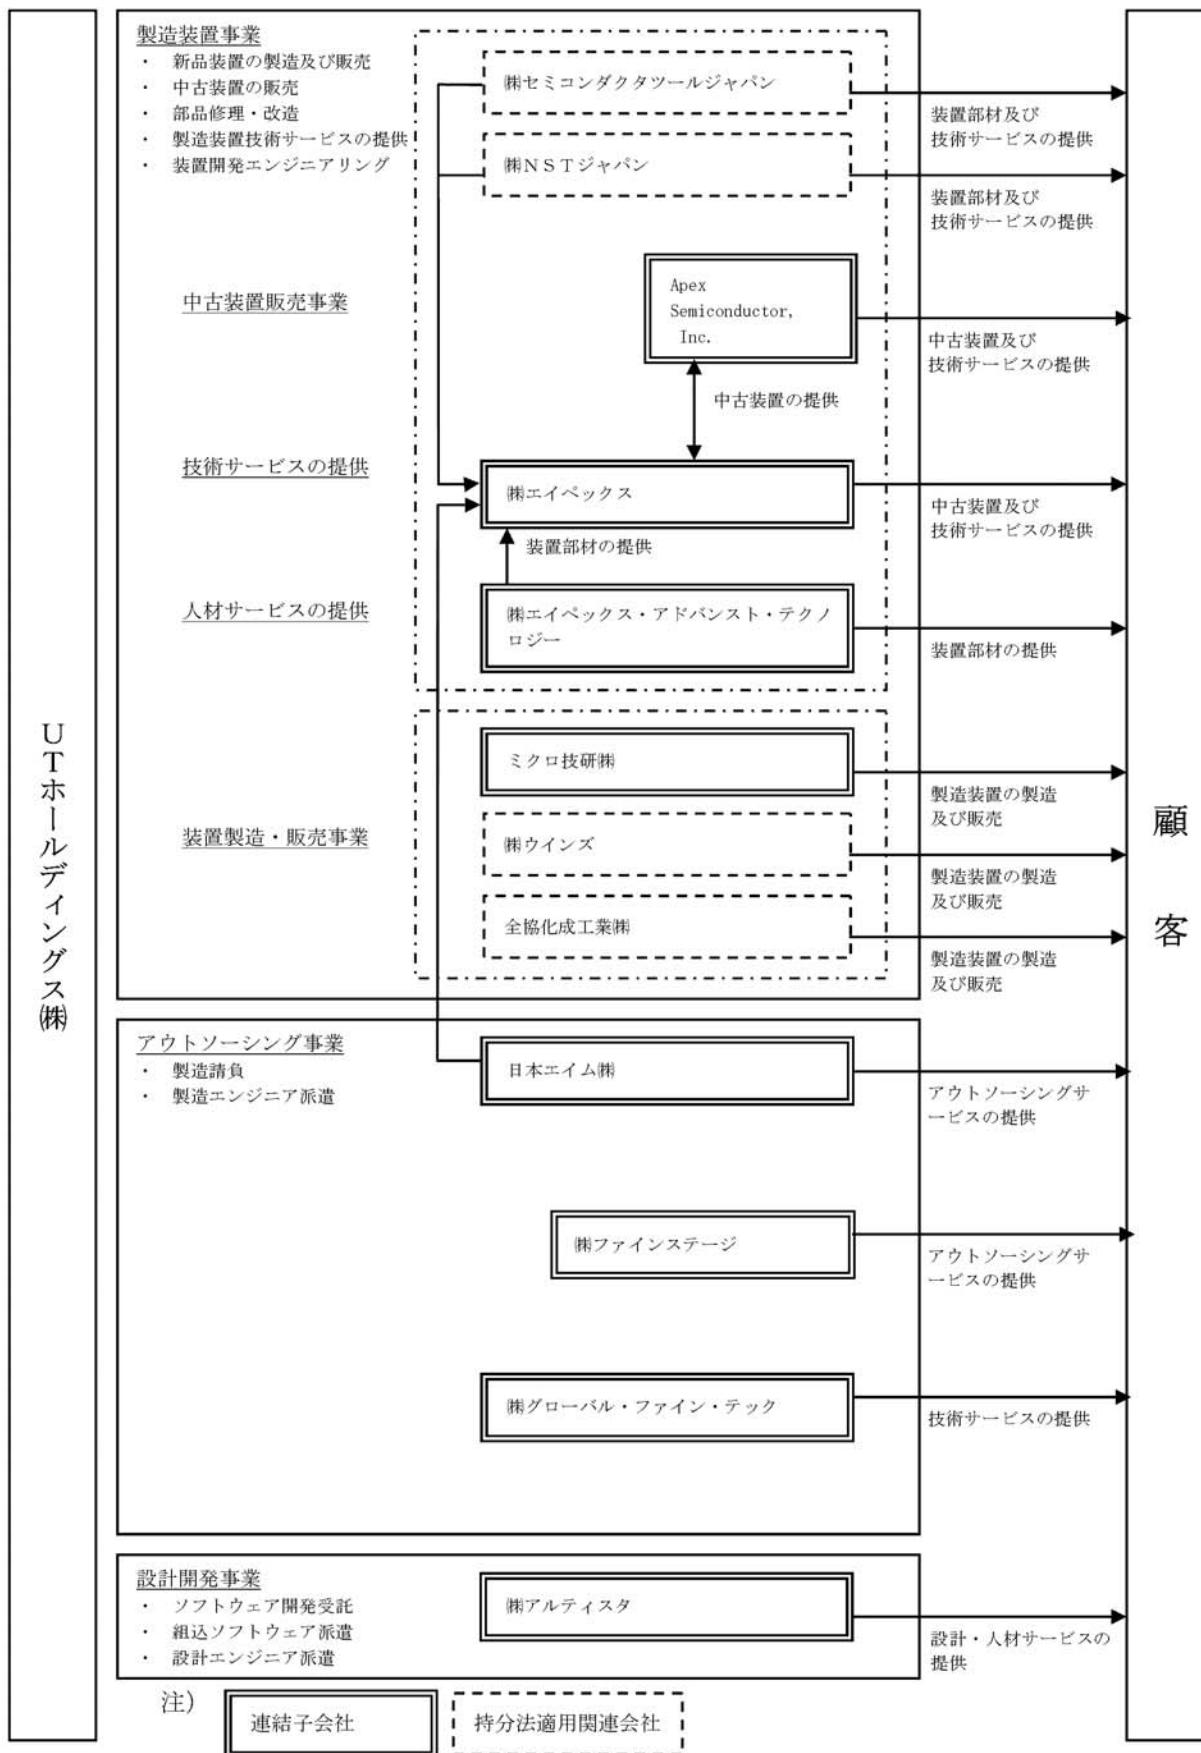 UTホールディングス㈱
製造装置事業
・ 新品装置の製造及び販売
・ 中古装置の販売
・ 部品修理・改造
・ 製造装置技術サービスの提供
・ 装置開発エンジニアリング
㈱セミコンダクタツールジャパン
装置部材及び
技術サービスの提供
㈱NSTジャパン
装置部材及び
技術サービスの提供
中古装置販売事業
Apex
Semiconductor,
Inc.
中古装置及び
技術サービスの提供
中古装置の提供
技術サービスの提供
㈱エイペックス
中古装置及び
技術サービスの提供
装置部材の提供
人材サービスの提供
㈱エイペックス・アドバンスト・テクノ
ロジー
装置部材の提供
ミクロ技研㈱
製造装置の製造
及び販売
装置製造・販売事業
㈱ウインズ
製造装置の製造
及び販売
全協化成工業㈱
製造装置の製造
及び販売
顧客
アウトソーシング事業
・ 製造請負
・ 製造エンジニア派遣
日本エイム㈱
アウトソーシングサ
ービスの提供
㈱ファインステージ
アウトソーシングサ
ービスの提供
㈱グローバル・ファイン・テック
技術サービスの提供
設計開発事業
・ ソフトウェア開発受託
・ 組込ソフトウェア派遣
・ 設計エンジニア派遣
㈱アルティスタ
設計・人材サービスの
提供
注)
連結子会社
持分法適用関連会社